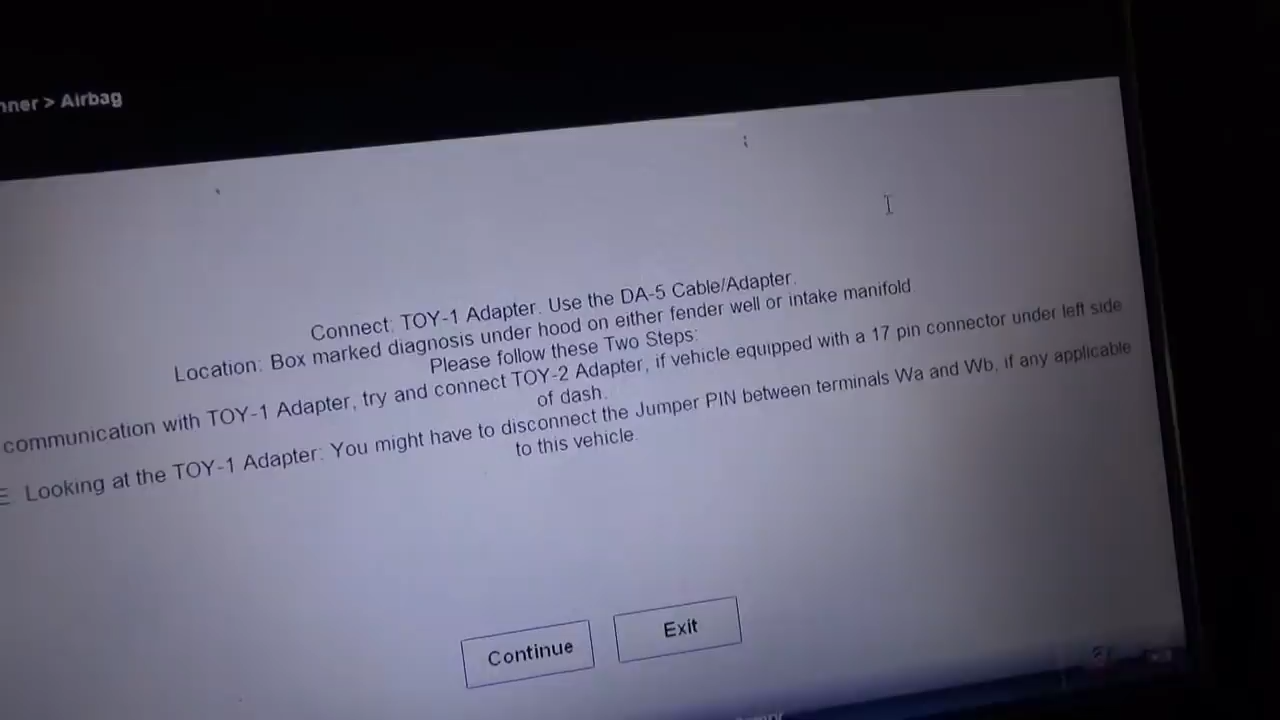 nner > Airbag
Connect: TOY-1 Adapter. Use the DA-5 Cable/Adapter.
Location: Box marked diagnosis under hood on either fender well or intake manifold
Please follow these Two Steps:
communication with TOY-1 Adapter, try and connect TOY-2 Adapter, if vehicle equipped with a 17 pin connector under left side
of dash.
E: Looking at the TOY-1 Adapter: You might have to disconnect the Jumper PIN between terminals Wa and Wb, if any applicable
to this vehicle.
Continue
Exit